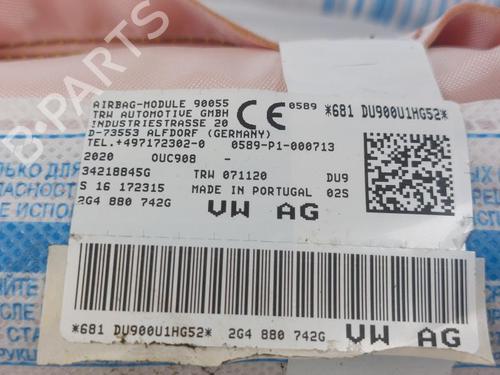 AIRBAG-MODULE 90055
TRW AUTOMOTIVE GMBH
INDUSTRIESTRASSE 20
D-73553 ALFDORF (GERMANY)
CE 0589
*681 DU900U1HG52*
TEL.+497172302-0 0589-P1-000713
2020 OUC908 -
34218845G TRW 071120 DU9
S 16 172315 MADE IN PORTUGAL 02S
2G4 880 742G VW AG
*681 DU900U1HG52* 2G4 880 742G VW AG
B-PARTS